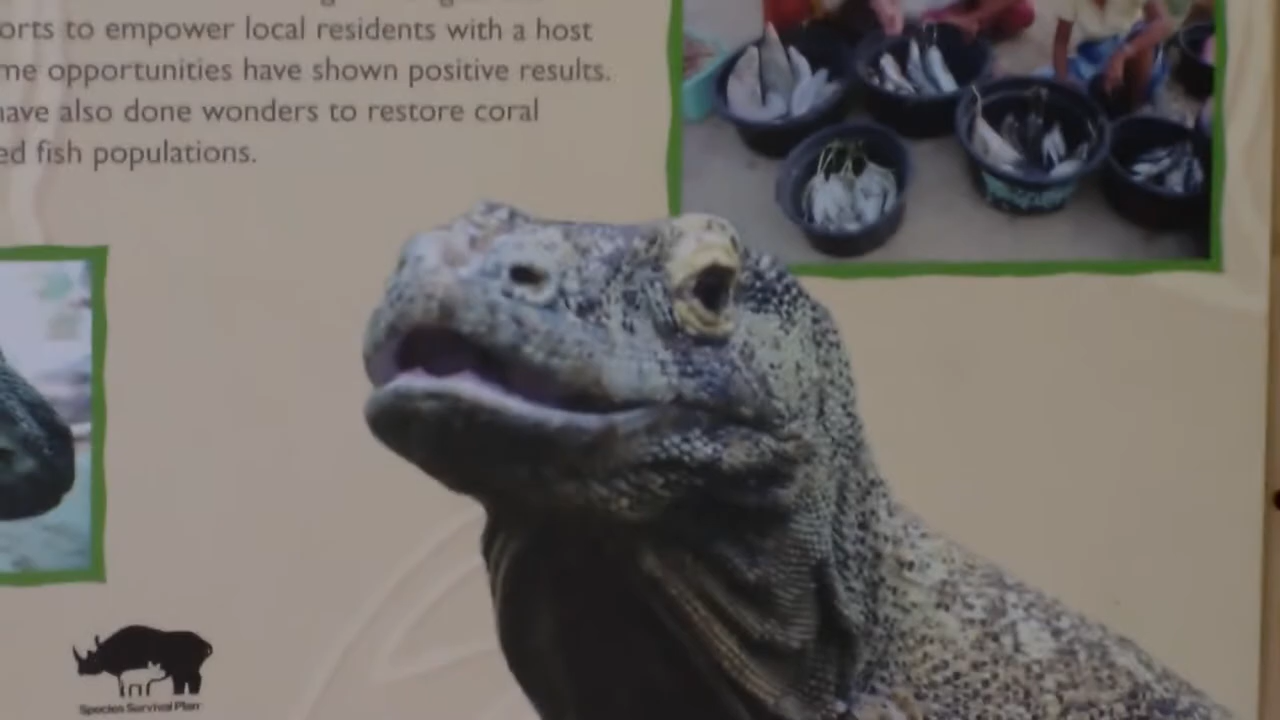 orts to empower local residents with a host
me opportunities have shown positive results.
have also done wonders to restore coral
ed fish populations.
Species Survival Plan